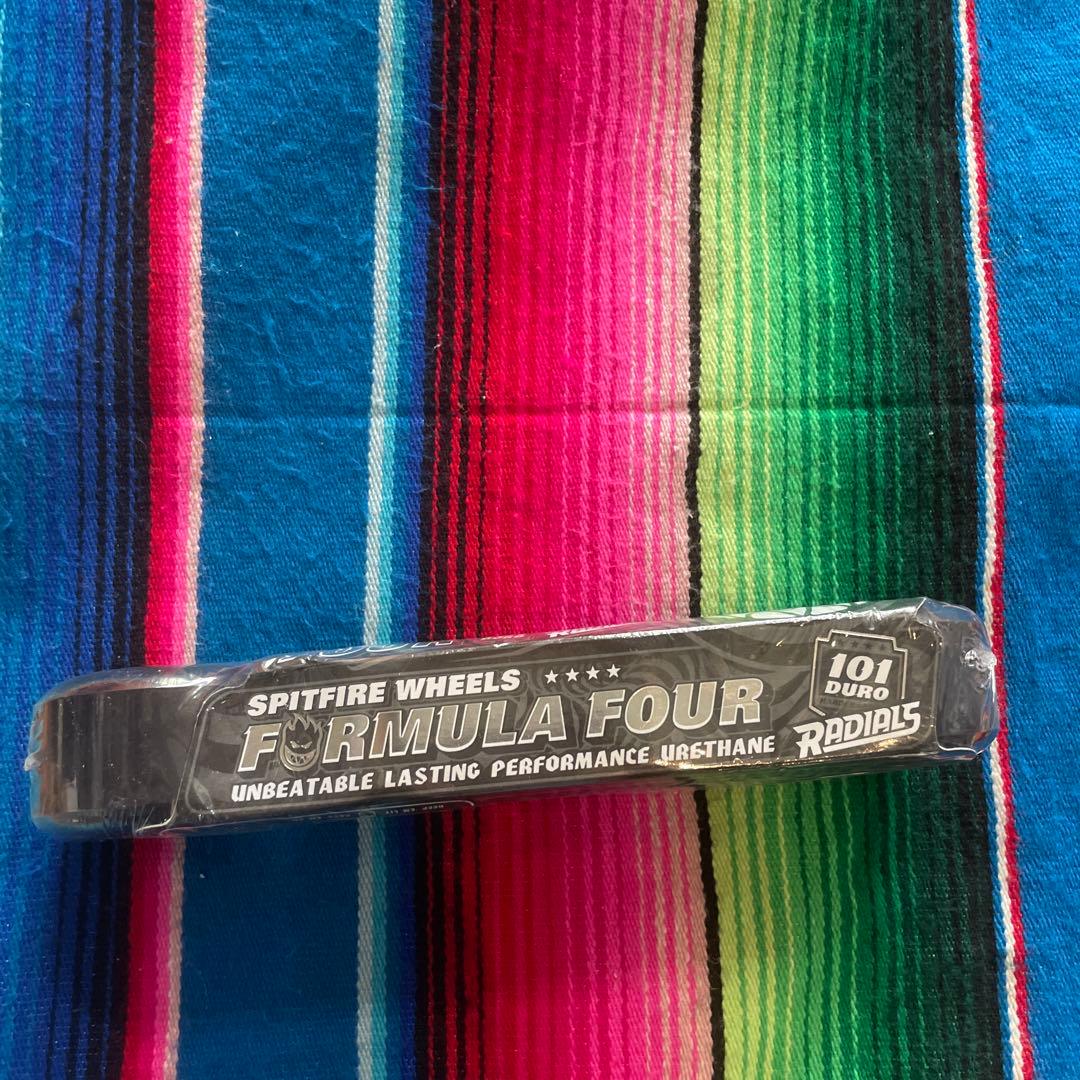 SPITFIRE WHEELS ★★★★
FORMULA FOUR
UNBEATABLE LASTING PERFORMANCE URETHANE
101
DURO
RADIALS